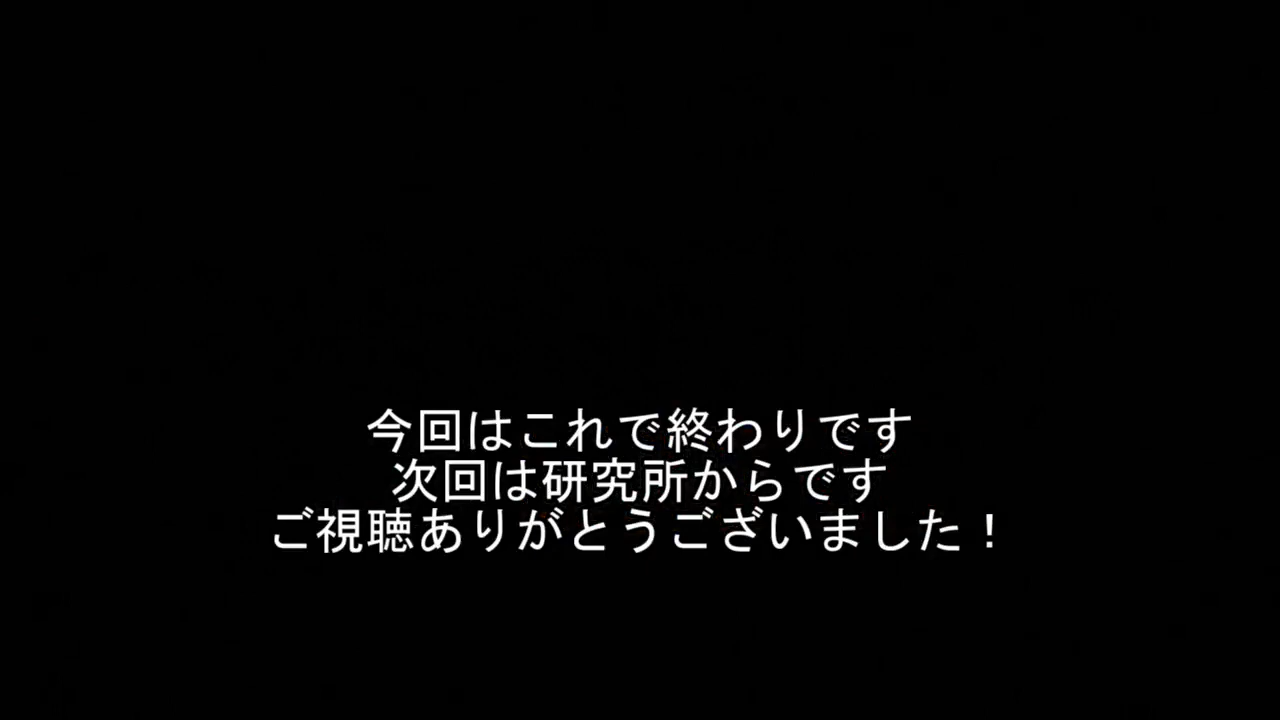 今回はこれで終わりです
次回は研究所からです
ご視聴ありがとうございました！